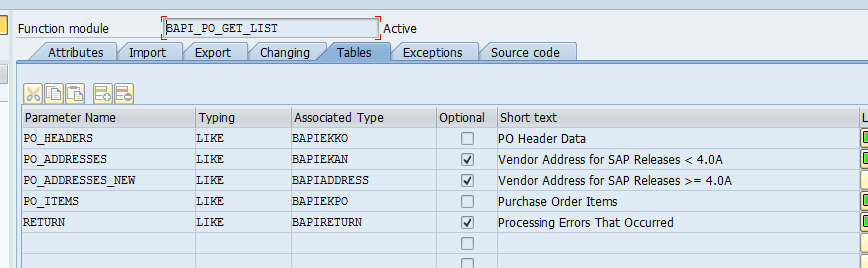 Function module BAPI_PO_GET_LIST Active
Attributes Import Export Changing Tables Exceptions Source code
Parameter Name Typing Associated Type Optional Short text L
PO_HEADERS LIKE BAPIEKKO PO Header Data
PO_ADDRESSES LIKE BAPIEKAN Vendor Address for SAP Releases < 4.0A
PO_ADDRESSES_NEW LIKE BAPIADDRESS Vendor Address for SAP Releases >= 4.0A
PO_ITEMS LIKE BAPIEKPO Purchase Order Items
RETURN LIKE BAPIRETURN Processing Errors That Occurred